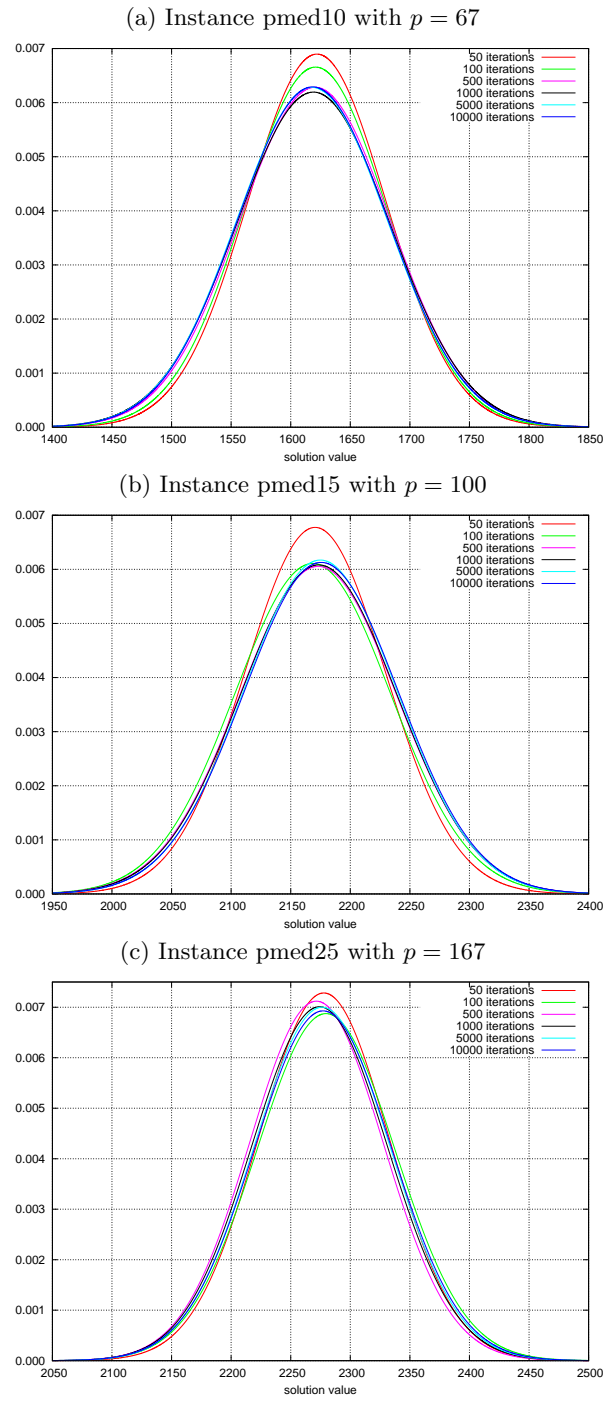 (a) Instance pmed10 with p = 67
0.007
0.006
0.005
0.004
0.003
0.002
0.001
0.000
50 iterations
100 iterations
500 iterations
1000 iterations
5000 iterations
10000 iterations
1400 1450 1500 1550 1600 1650 1700 1750 1800 1850
solution value
(b) Instance pmed15 with p = 100
0.007
0.006
0.005
0.004
0.003
0.002
0.001
0.000
50 iterations
100 iterations
500 iterations
1000 iterations
5000 iterations
10000 iterations
1950 2000 2050 2100 2150 2200 2250 2300 2350 2400
solution value
(c) Instance pmed25 with p = 167
0.007
0.006
0.005
0.004
0.003
0.002
0.001
0.000
50 iterations
100 iterations
500 iterations
1000 iterations
5000 iterations
10000 iterations
2050 2100 2150 2200 2250 2300 2350 2400 2450 2500
solution value